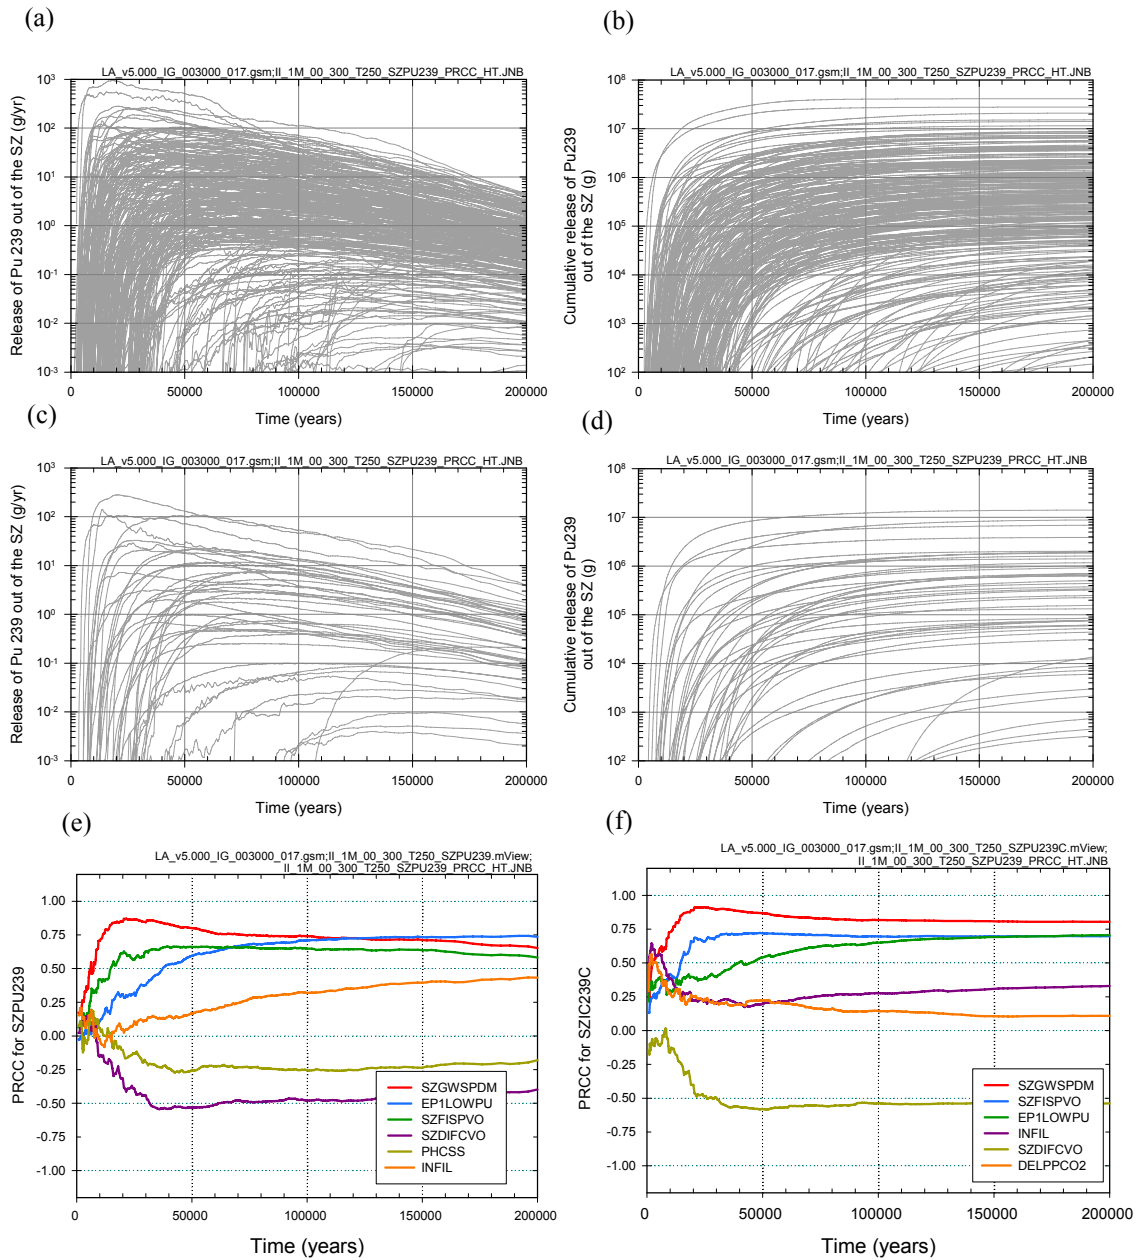 (a)
LA_v5.000_IG_003000_017.gsm;II_1M_00_300_T250_SZPU239_PRCC_HT.JNB
Release of Pu 239 out of the SZ (g/yr)
10³
10²
10¹
10⁰
10⁻¹
10⁻²
10⁻³
0 50000 100000 150000 200000
Time (years)
(b)
LA_v5.000_IG_003000_017.gsm;II_1M_00_300_T250_SZPU239_PRCC_HT.JNB
Cumulative release of Pu239
out of the SZ (g)
10⁸
10⁷
10⁶
10⁵
10⁴
10³
10²
0 50000 100000 150000 200000
Time (years)
(c)
LA_v5.000_IG_003000_017.gsm;II_1M_00_300_T250_SZPU239_PRCC_HT.JNB
Release of Pu 239 out of the SZ (g/yr)
10³
10²
10¹
10⁰
10⁻¹
10⁻²
10⁻³
0 50000 100000 150000 200000
Time (years)
(d)
LA_v5.000_IG_003000_017.gsm;II_1M_00_300_T250_SZPU239_PRCC_HT.JNB
Cumulative release of Pu239
out of the SZ (g)
10⁸
10⁷
10⁶
10⁵
10⁴
10³
10²
0 50000 100000 150000 200000
Time (years)
(e)
LA_v5.000_IG_003000_017.gsm;II_1M_00_300_T250_SZPU239.mView;
II_1M_00_300_T250_SZPU239_PRCC_HT.JNB
PRCC for SZPU239
1.00
0.75
0.50
0.25
0.00
-0.25
-0.50
-0.75
-1.00
SZGWSPDM
EP1LOWPU
SZFISPVO
SZDIFCVO
PHCSS
INFIL
0 50000 100000 150000 200000
Time (years)
(f)
LA_v5.000_IG_003000_017.gsm;II_1M_00_300_T250_SZPU239C.mView;
II_1M_00_300_T250_SZPU239_PRCC_HT.JNB
PRCC for SZIC239C
1.00
0.75
0.50
0.25
0.00
-0.25
-0.50
-0.75
-1.00
SZGWSPDM
SZFISPVO
EP1LOWPU
INFIL
SZDIFCVO
DELPPCO2
0 50000 100000 150000 200000
Time (years)